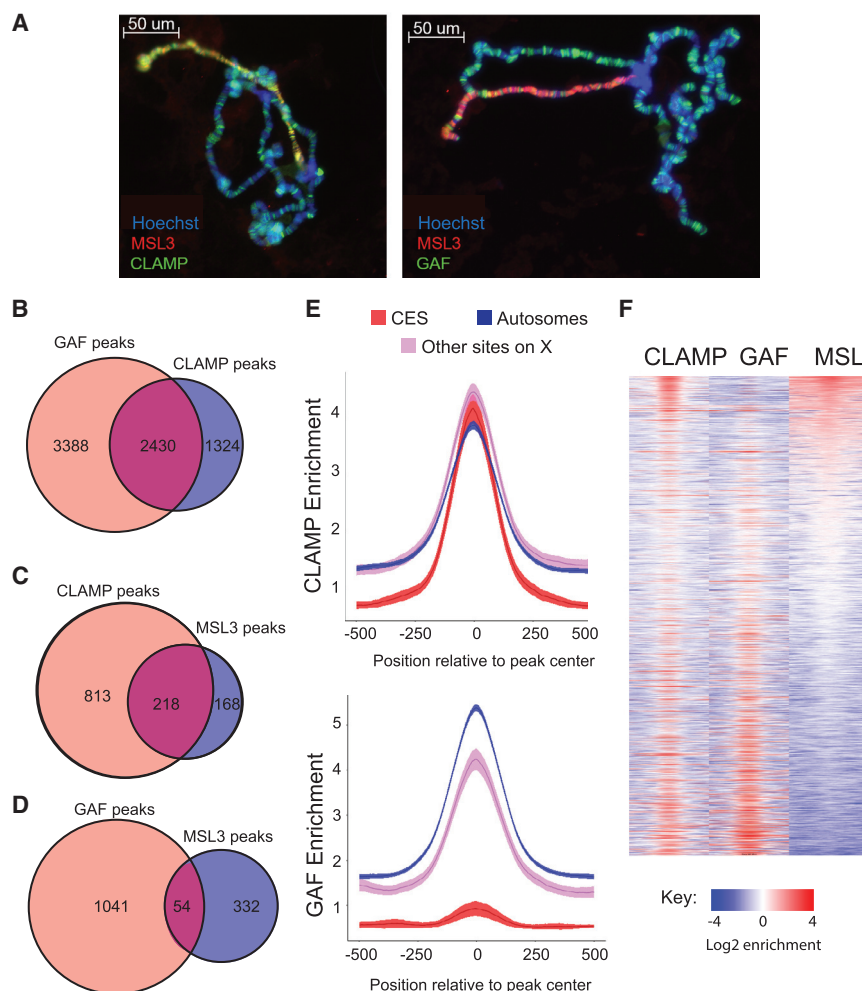 A
50 um
Hoechst
MSL3
CLAMP
50 um
Hoechst
MSL3
GAF
B
GAF peaks
CLAMP peaks
3388
2430
1324
C
CLAMP peaks
MSL3 peaks
813
218
168
D
GAF peaks
MSL3 peaks
1041
54
332
E
CES
Autosomes
Other sites on X
CLAMP Enrichment
4
3
2
1
-500
-250
0
250
500
Position relative to peak center
GAF Enrichment
5
4
3
2
1
-500
-250
0
250
500
Position relative to peak center
F
CLAMP GAF MSL
Key:
-4 0 4
Log2 enrichment